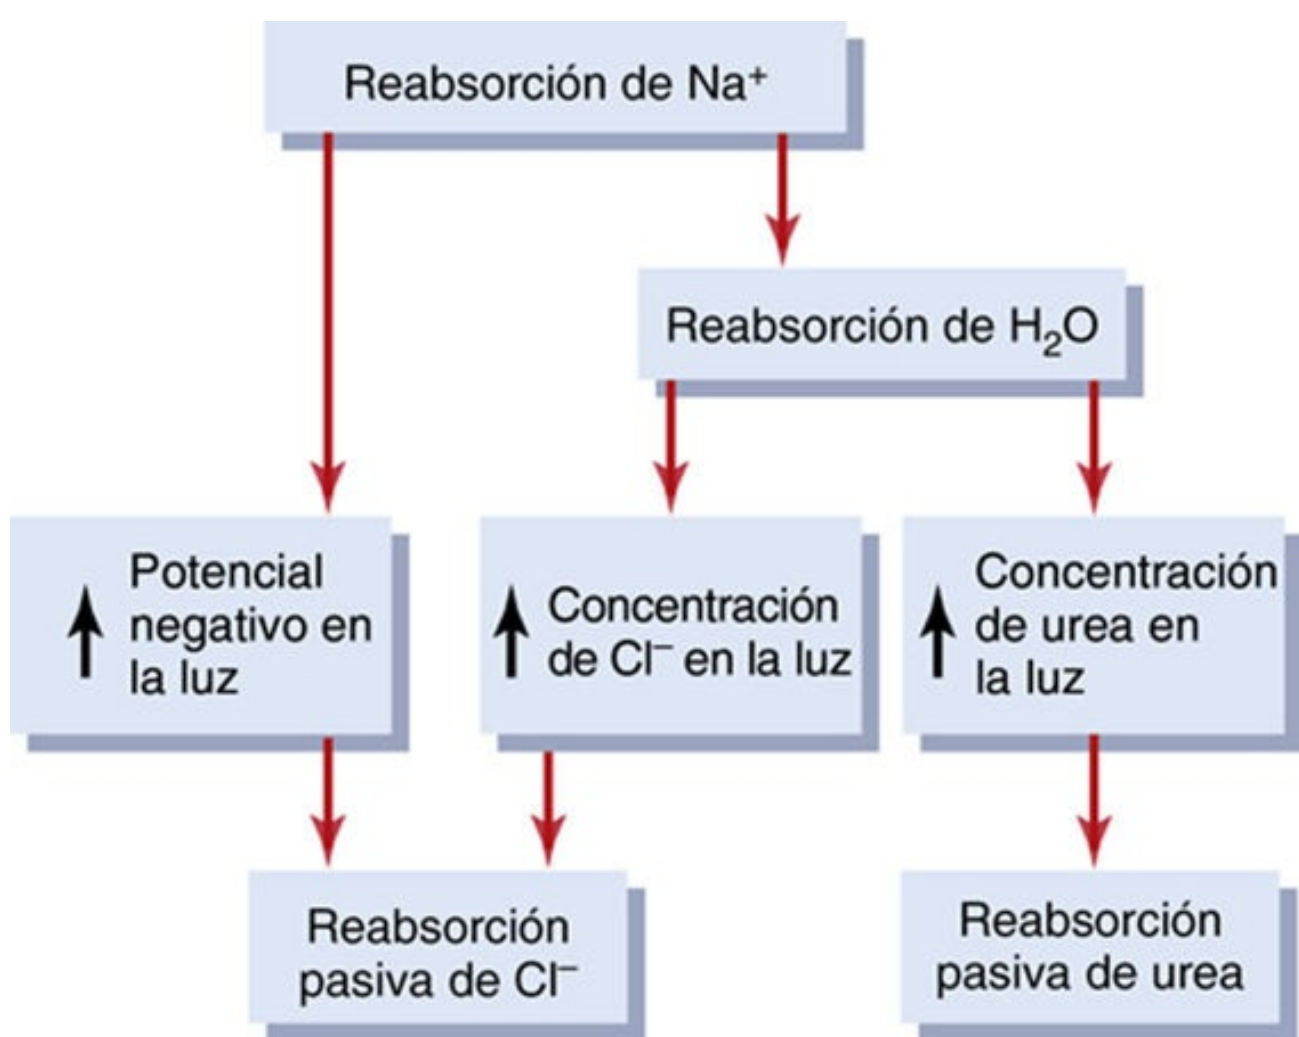 Reabsorción de Na⁺
Reabsorción de H₂O
Potencial
negativo en
la luz
Concentración
de Cl⁻ en la luz
Concentración
de urea en
la luz
Reabsorción
pasiva de Cl⁻
Reabsorción
pasiva de urea